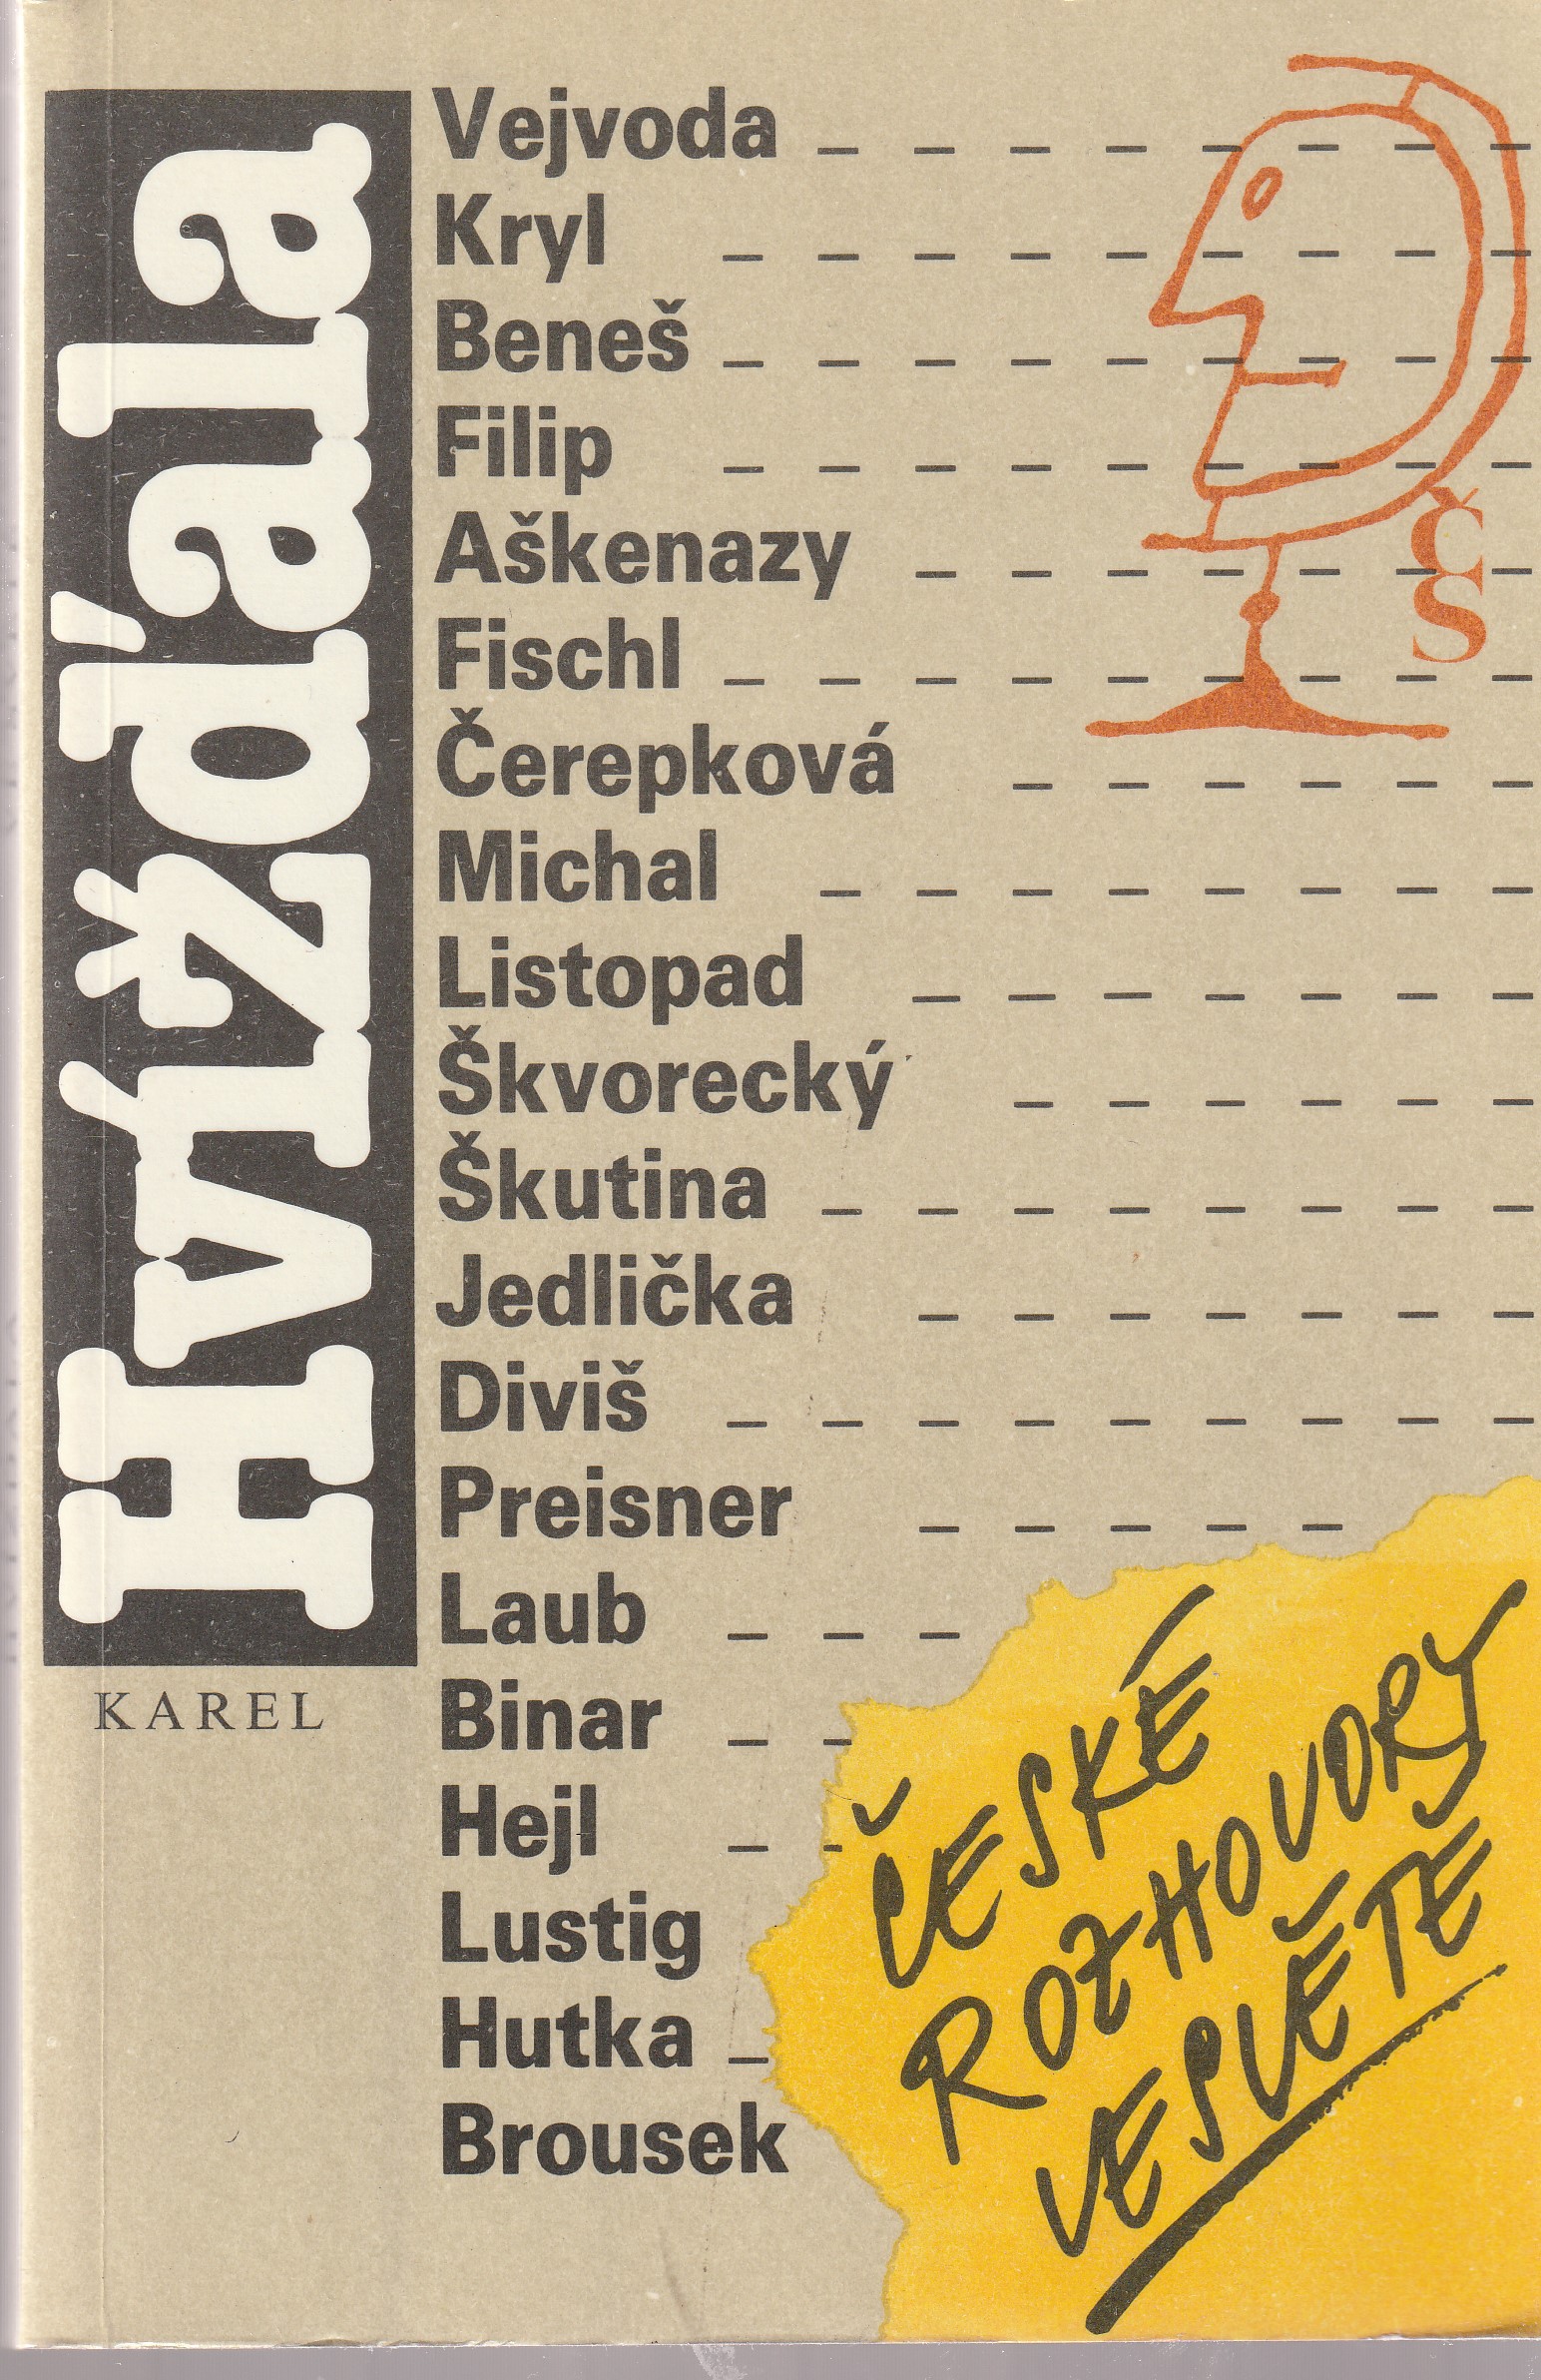 Hvížďala
KAREL
Vejvoda
Kryl
Beneš
Filip
Aškenazy
Fischl
Čerepková
Michal
Listopad
Škvorecký
Škutina
Jedlička
Diviš
Preisner
Laub
Binar
Hejl
Lustig
Hutka
Brousek
Č
S
ČESKÉ
ROZHOVORY
VE SVĚTĚ